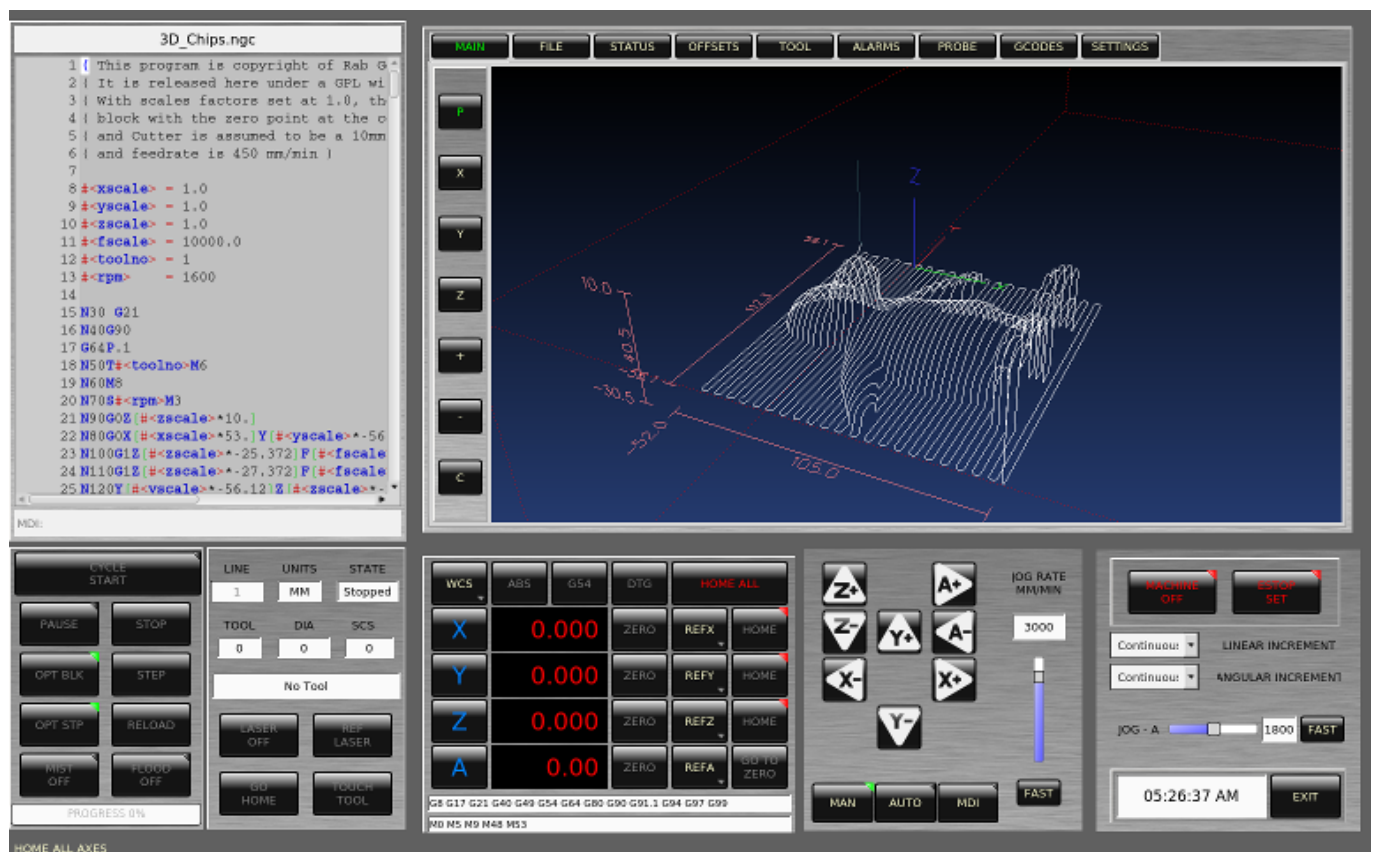 3D_Chips.ngc
1 ( This program is copyright of Rab G
2 ( It is released here under a GPL wi
3 ( With scales factors set at 1.0, th
4 ( block with the zero point at the c
5 ( and Cutter is assumed to be a 10mm
6 ( and feedrate is 450 mm/min )
7
8 #<xscale> = 1.0
9 #<yscale> = 1.0
10 #<zscale> = 1.0
11 #<fscale> = 10000.0
12 #<toolno> = 1
13 #<rpm> = 1600
14
15 N30 G21
16 N40G90
17 G64P.1
18 N50T#<toolno>M6
19 N60M8
20 N70S#<rpm>M3
21 N90G0Z[#<zscale>*10.]
22 N80G0X[#<xscale>*53.]Y[#<yscale>*-56
23 N100G1Z[#<zscale>*-25.372]F[#<fscale
24 N110G1Z[#<zscale>*-27.372]F[#<fscale
25 N120Y[#<yscale>*-56.12]Z[#<zscale>*-
MDI:
MAIN FILE STATUS OFFSETS TOOL ALARMS PROBE GCODES SETTINGS
P
X
Y
Z
+
-
C
Z
Y
10.0
40.5
-30.5
-52.0
105.0
CYCLE
START
PAUSE STOP
OPT BLK STEP
OPT STP RELOAD
MIST
OFF
FLOOD
OFF
PROGRESS 0%
LINE UNITS STATE
1 MM Stopped
TOOL DIA SCS
0 0 0
No Tool
LASER
OFF
REF
LASER
GO
HOME
TOUCH
TOOL
WCS ABS G54 DTG HOME ALL
X 0.000 ZERO REFX HOME
Y 0.000 ZERO REFY HOME
Z 0.000 ZERO REFZ HOME
A 0.00 ZERO REFA GO TO
ZERO
G8 G17 G21 G40 G49 G54 G64 G80 G90 G91.1 G94 G97 G99
M0 M5 M9 M48 M53
Z+ A+
Z- Y+ A-
X- X+
Y-
JOG RATE
MM/MIN
3000
FAST
MAN AUTO MDI
MACHINE
OFF
ESTOP
SET
Continuou: LINEAR INCREMENT
Continuou: ANGULAR INCREMENT
JOG - A 1800 FAST
05:26:37 AM EXIT
HOME ALL AXES